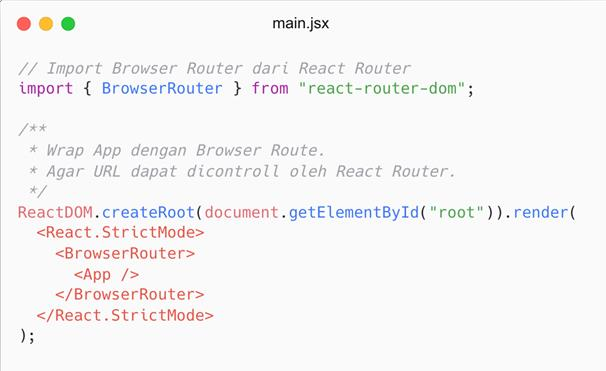 main.jsx
// Import Browser Router dari React Router
import { BrowserRouter } from "react-router-dom";
/**
 * Wrap App dengan Browser Route.
 * Agar URL dapat dicontroll oleh React Router.
 */
ReactDOM.createRoot(document.getElementById("root")).render(
  <React.StrictMode>
    <BrowserRouter>
      <App />
    </BrowserRouter>
  </React.StrictMode>
);